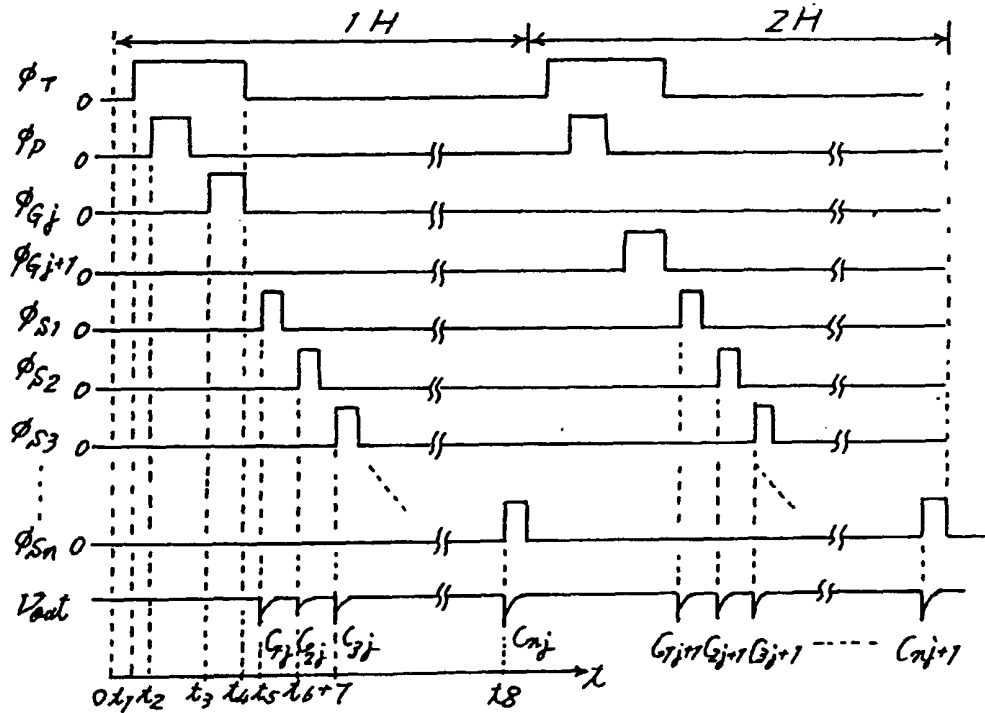 1H 2H
φT 0
φP 0
φGj 0
φGj+1 0
φS1 0
φS2 0
φS3 0
φSn 0
Vout
C1j C2j C3j Cnj C1j+1 C2j+1 C3j+1 Cnj+1
0 t1 t2 t3 t4 t5 t6 t7 t8 t